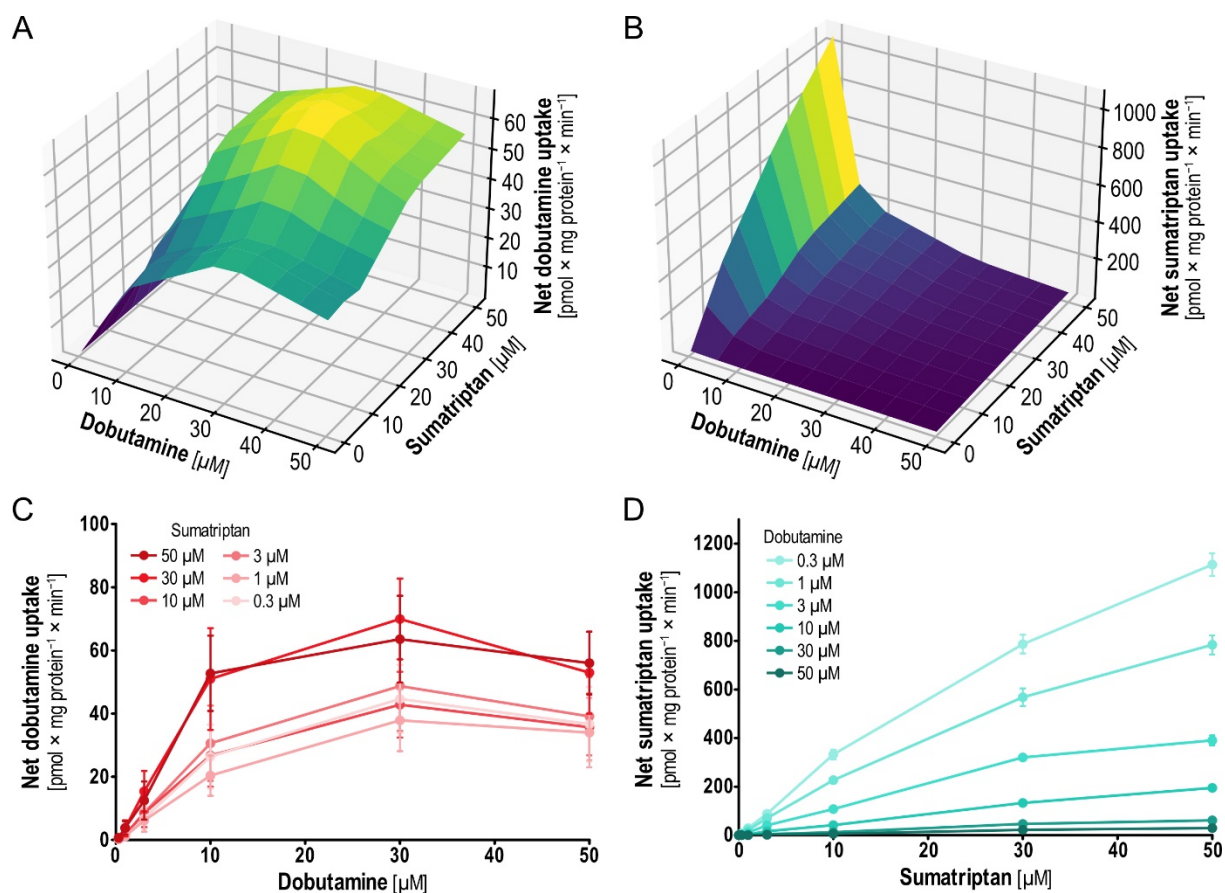 A
Net dobutamine uptake
[pmol × mg protein⁻¹ × min⁻¹]
60
50
40
30
20
10
0
10
20
30
40
50
Dobutamine [µM]
0
10
20
30
40
50
Sumatriptan [µM]
B
Net sumatriptan uptake
[pmol × mg protein⁻¹ × min⁻¹]
1000
800
600
400
200
0
10
20
30
40
50
Dobutamine [µM]
0
10
20
30
40
50
Sumatriptan [µM]
C
Net dobutamine uptake
[pmol × mg protein⁻¹ × min⁻¹]
100
80
60
40
20
0
Sumatriptan
50 µM
30 µM
10 µM
3 µM
1 µM
0.3 µM
0
10
20
30
40
50
Dobutamine [µM]
D
Net sumatriptan uptake
[pmol × mg protein⁻¹ × min⁻¹]
1200
1000
800
600
400
200
0
Dobutamine
0.3 µM
1 µM
3 µM
10 µM
30 µM
50 µM
0
10
20
30
40
50
Sumatriptan [µM]